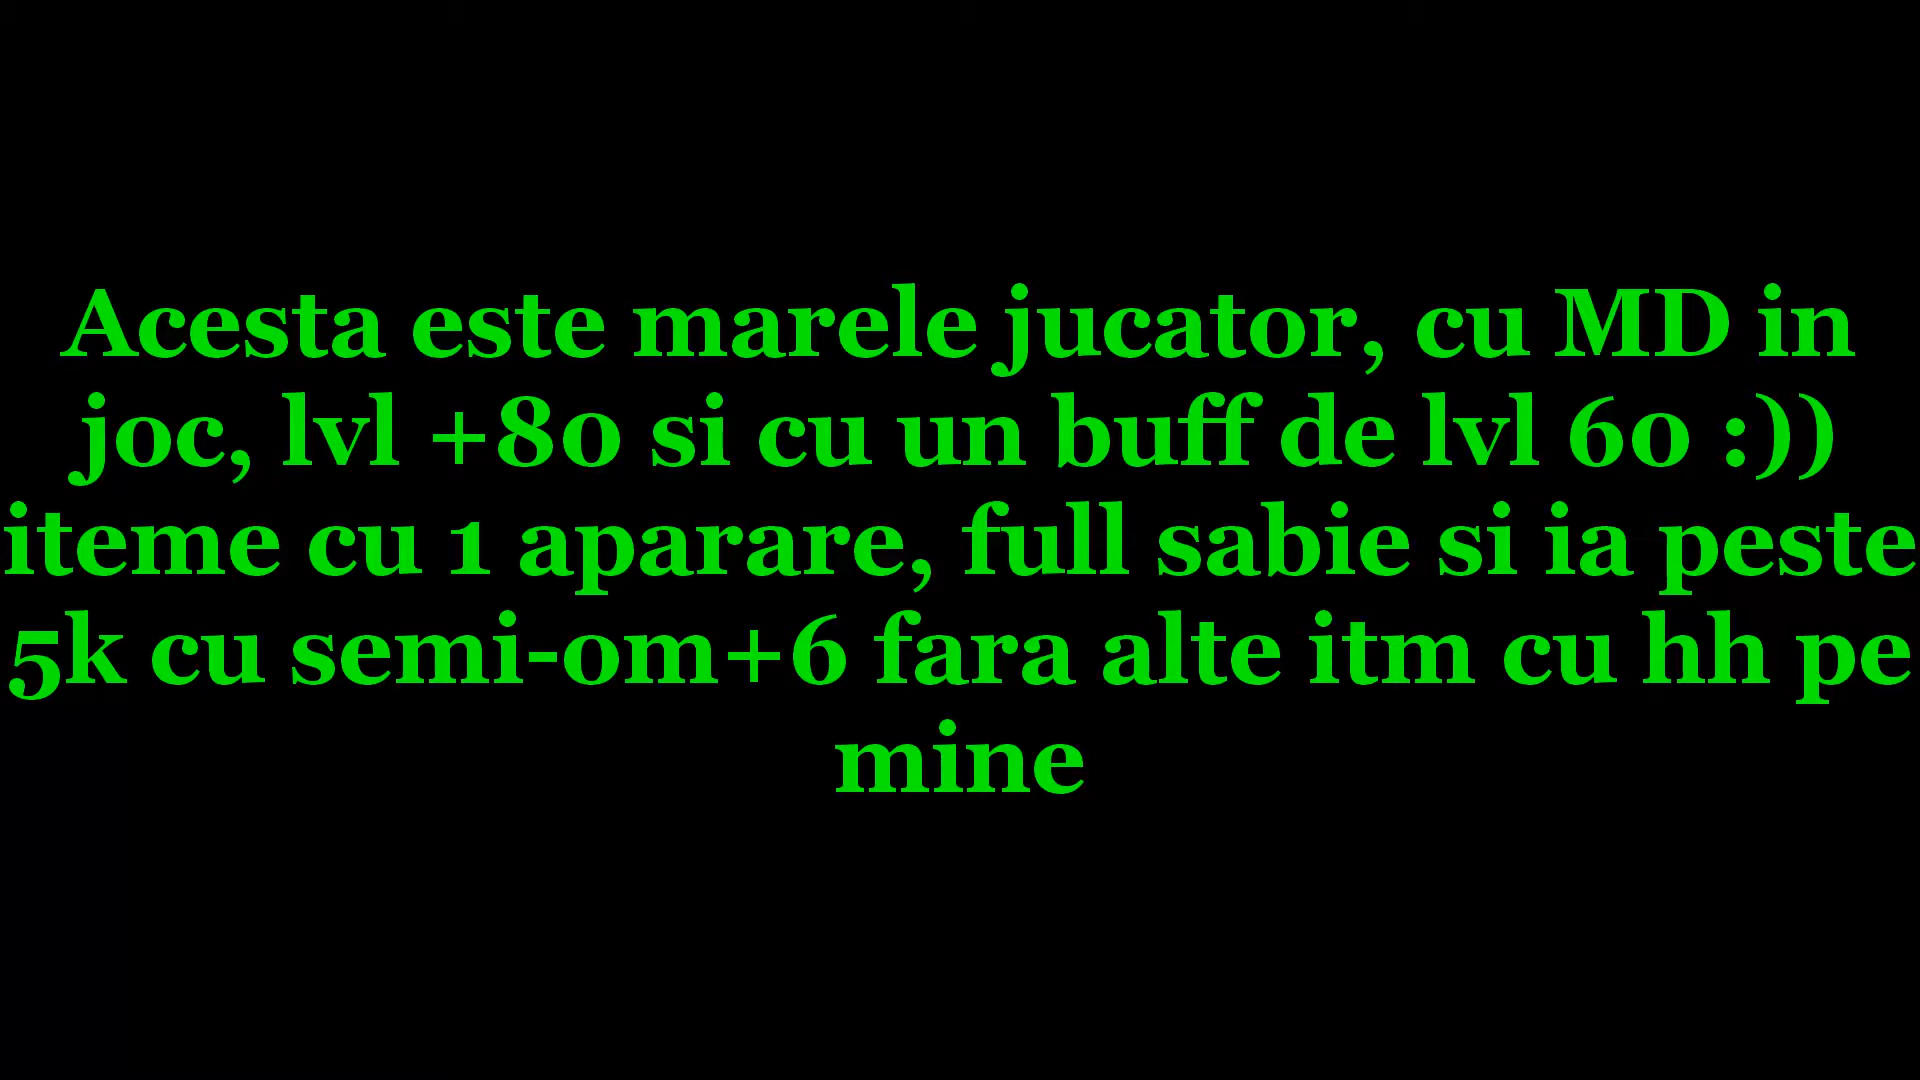 Acesta este marele jucator, cu MD in
joc, lvl +80 si cu un buff de lvl 60 :))
iteme cu 1 aparare, full sabie si ia peste
5k cu semi-om+6 fara alte itm cu hh pe
mine